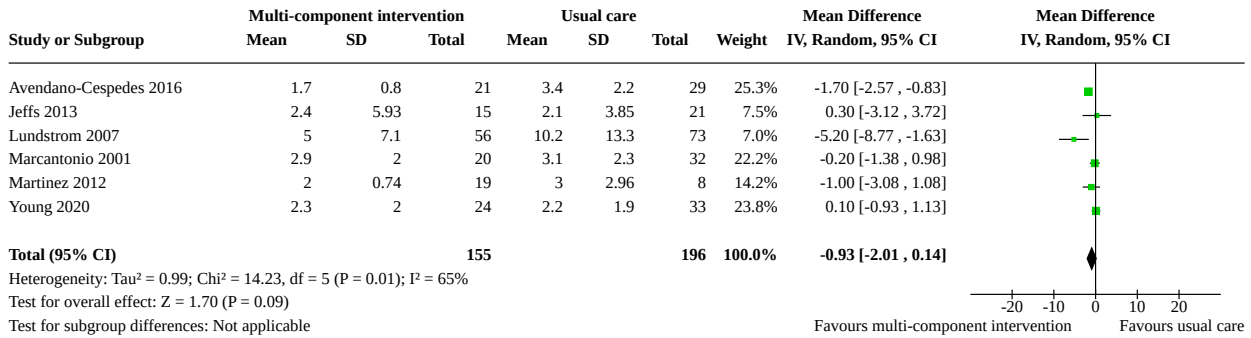 Multi-component intervention Usual care Mean Difference Mean Difference
Study or Subgroup Mean SD Total Mean SD Total Weight IV, Random, 95% CI IV, Random, 95% CI
Avendano-Cespedes 2016 1.7 0.8 21 3.4 2.2 29 25.3% -1.70 [-2.57 , -0.83]
Jeffs 2013 2.4 5.93 15 2.1 3.85 21 7.5% 0.30 [-3.12 , 3.72]
Lundstrom 2007 5 7.1 56 10.2 13.3 73 7.0% -5.20 [-8.77 , -1.63]
Marcantonio 2001 2.9 2 20 3.1 2.3 32 22.2% -0.20 [-1.38 , 0.98]
Martinez 2012 2 0.74 19 3 2.96 8 14.2% -1.00 [-3.08 , 1.08]
Young 2020 2.3 2 24 2.2 1.9 33 23.8% 0.10 [-0.93 , 1.13]
Total (95% CI) 155 196 100.0% -0.93 [-2.01 , 0.14]
Heterogeneity: Tau² = 0.99; Chi² = 14.23, df = 5 (P = 0.01); I² = 65%
Test for overall effect: Z = 1.70 (P = 0.09) -20 -10 0 10 20
Test for subgroup differences: Not applicable Favours multi-component intervention Favours usual care